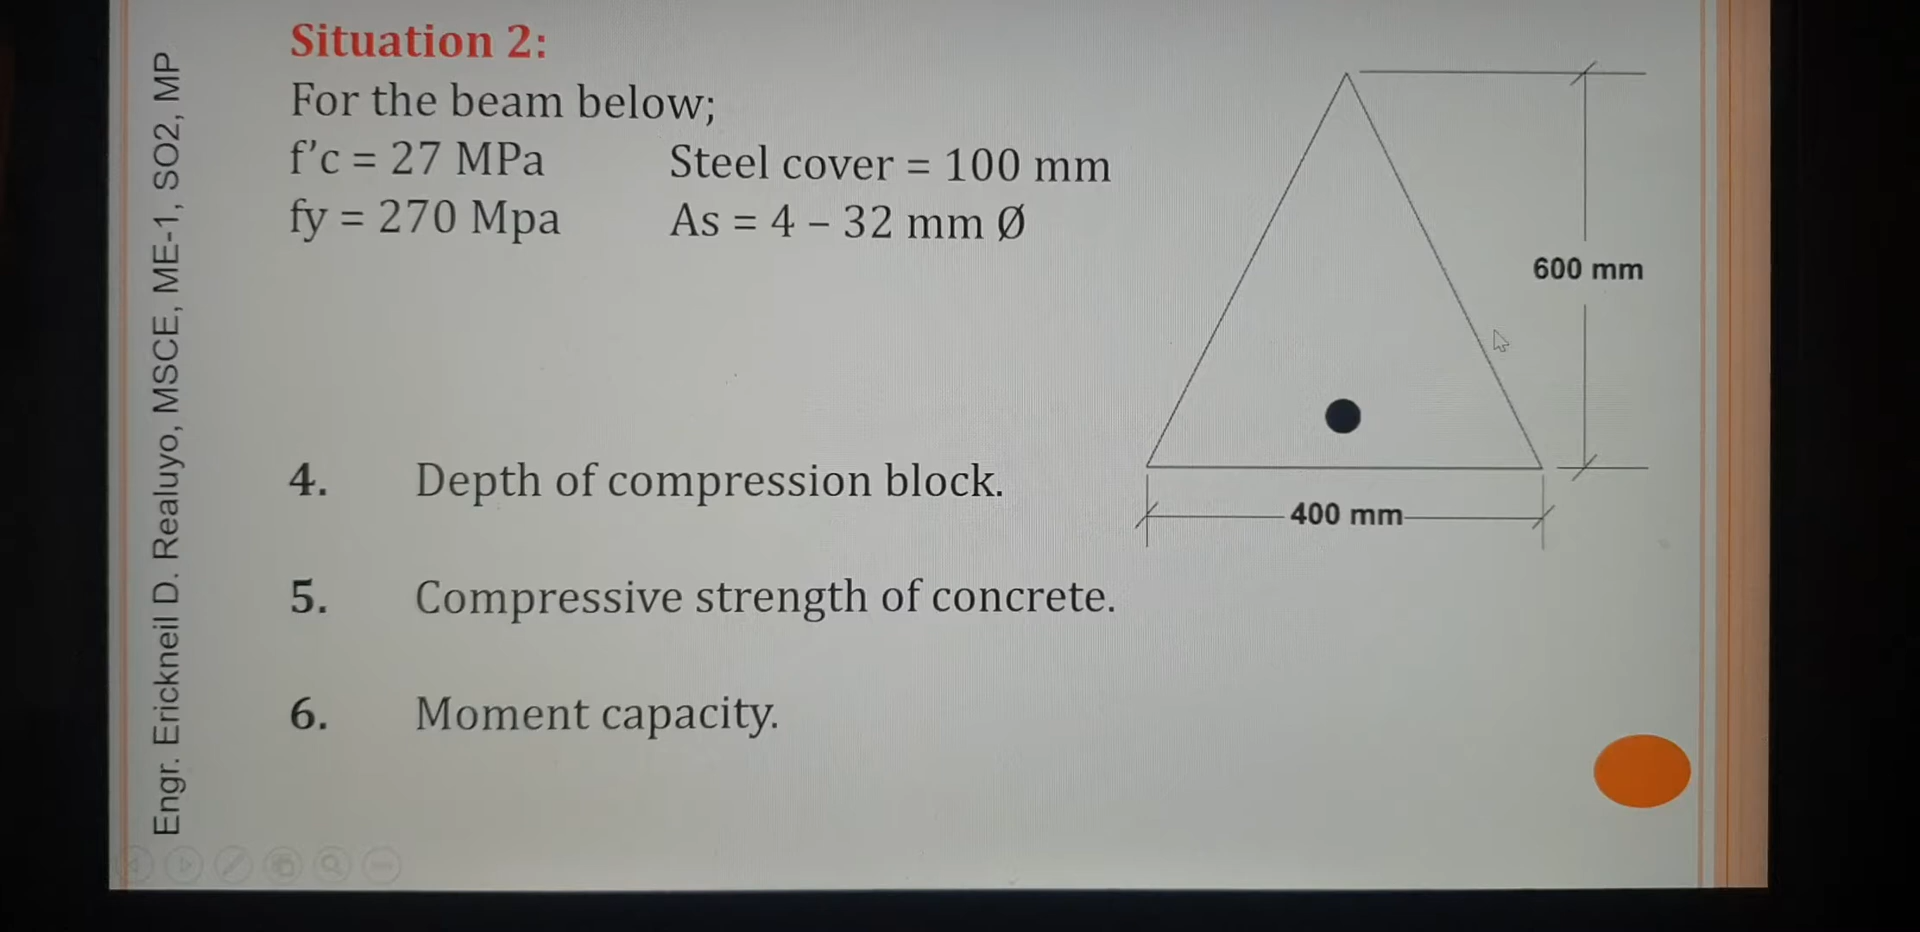 Situation 2:
For the beam below;
f'c = 27 MPa
Steel cover = 100 mm
fy = 270 Mpa
As = 4 – 32 mm Ø
600 mm
400 mm
4. Depth of compression block.
5. Compressive strength of concrete.
6. Moment capacity.
Engr. Erickneil D. Realuyo, MSCE, ME-1, SO2, MP